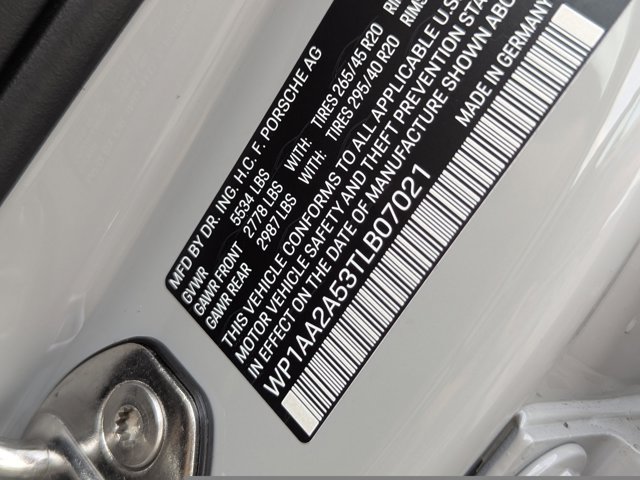 MFD BY DR. ING. H.C. F. PORSCHE AG
GVWR 5534 LBS WITH: TIRES 265/45 R20
GAWR FRONT 2778 LBS WITH: TIRES 295/40 R20
GAWR REAR 2987 LBS
THIS VEHICLE CONFORMS TO ALL APPLICABLE U.S.
MOTOR VEHICLE SAFETY AND THEFT PREVENTION
IN EFFECT ON THE DATE OF MANUFACTURE SHOWN
WP1AA2A53TLB07021 MADE IN GERMANY